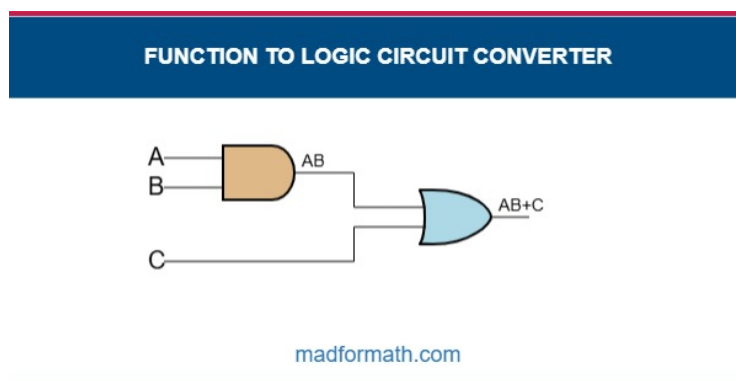 FUNCTION TO LOGIC CIRCUIT CONVERTER
A
B
AB
C
AB+C
madformath.com